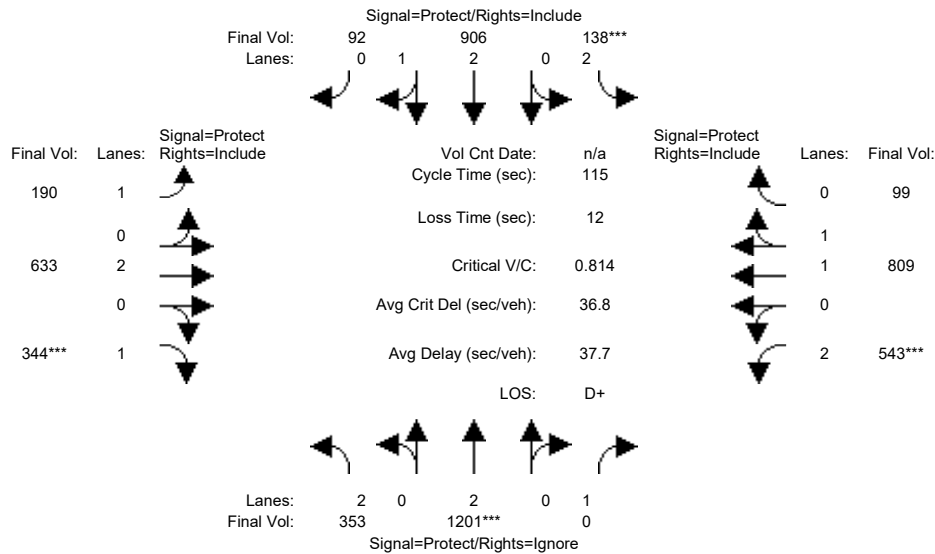 Signal=Protect/Rights=Include
Final Vol: 92 906 138***
Lanes: 0 1 2 0 2
Signal=Protect
Final Vol: Lanes: Rights=Include
Vol Cnt Date: n/a
Signal=Protect
Rights=Include Lanes: Final Vol:
Cycle Time (sec): 115
190 1
0 99
Loss Time (sec): 12
0
1
633 2
Critical V/C: 0.814
1 809
0
Avg Crit Del (sec/veh): 36.8
0
344*** 1
Avg Delay (sec/veh): 37.7
2 543***
LOS: D+
Lanes: 2 0 2 0 1
Final Vol: 353 1201*** 0
Signal=Protect/Rights=Ignore